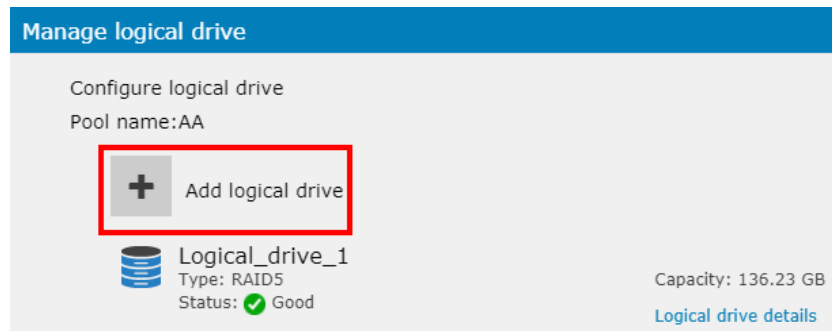 Manage logical drive
Configure logical drive
Pool name:AA
Add logical drive
Logical_drive_1
Type: RAID5
Capacity: 136.23 GB
Status: Good
Logical drive details